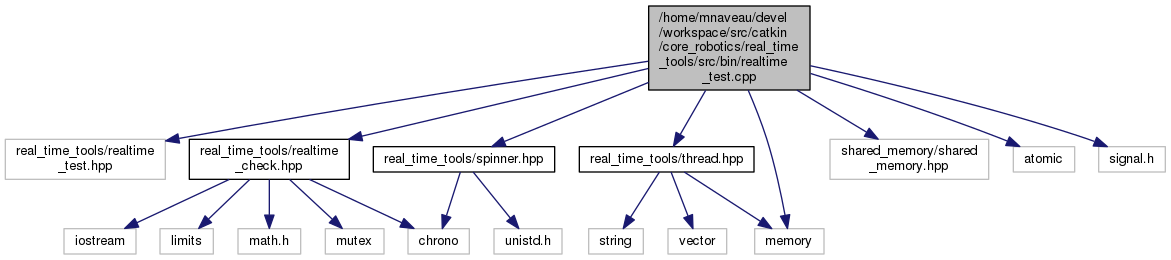 /home/mnaveau/devel
/workspace/src/catkin
/core_robotics/real_time
_tools/src/bin/realtime
_test.cpp
real_time_tools/realtime
_test.hpp
real_time_tools/realtime
_check.hpp
real_time_tools/spinner.hpp
real_time_tools/thread.hpp
shared_memory/shared
_memory.hpp
atomic
signal.h
iostream
limits
math.h
mutex
chrono
unistd.h
string
vector
memory